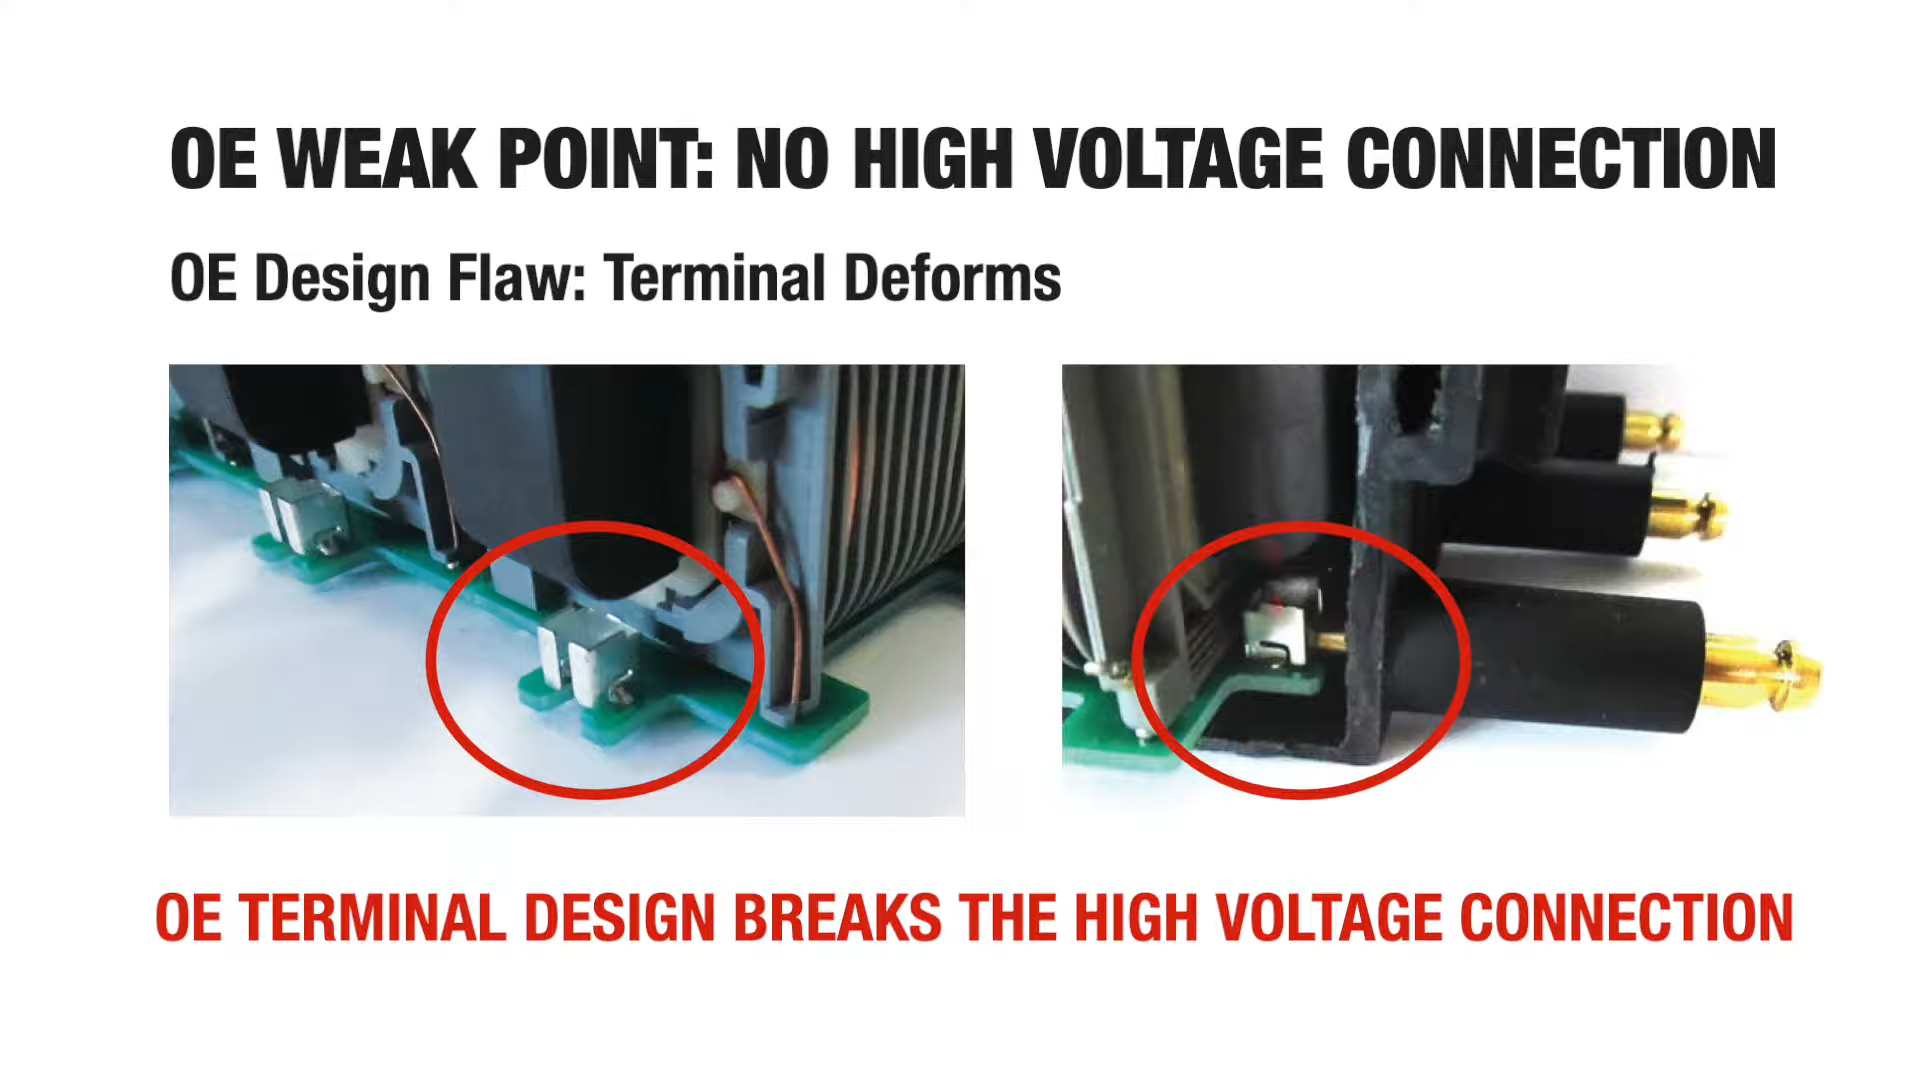 OE WEAK POINT: NO HIGH VOLTAGE CONNECTION
OE Design Flaw: Terminal Deforms
OE TERMINAL DESIGN BREAKS THE HIGH VOLTAGE CONNECTION